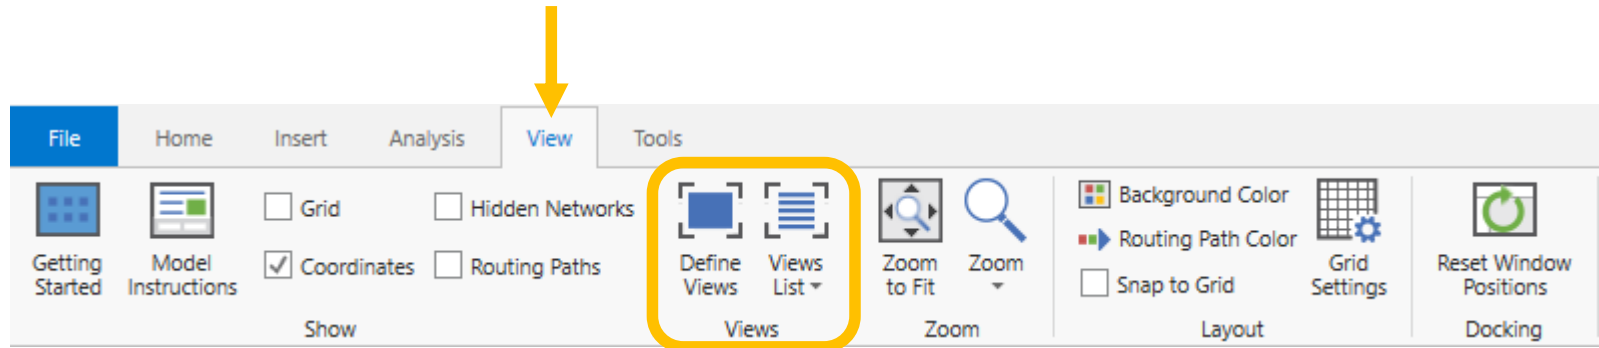 File Home Insert Analysis View Tools
Grid Hidden Networks Background Color
Routing Path Color
Getting Model Coordinates Routing Paths Define Views Zoom Zoom Grid Reset Window
Started Instructions Views List to Fit Snap to Grid Settings Positions
Show Views Zoom Layout Docking